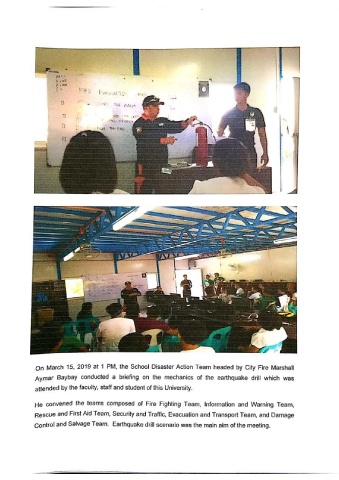 On March 15, 2019 at 1 PM, the School Disaster Action Team headed by City Fire Marshall
Aymar Baybay conducted a briefing on the mechanics of the earthquake drill which was
attended by the faculty, staff and student of this University.
He convened the teams composed of Fire Fighting Team, Information and Warning Team,
Rescue and First Aid Team, Security and Traffic, Evacuation and Transport Team, and Damage
Control and Salvage Team. Earthquake drill scenario was the main aim of the meeting.